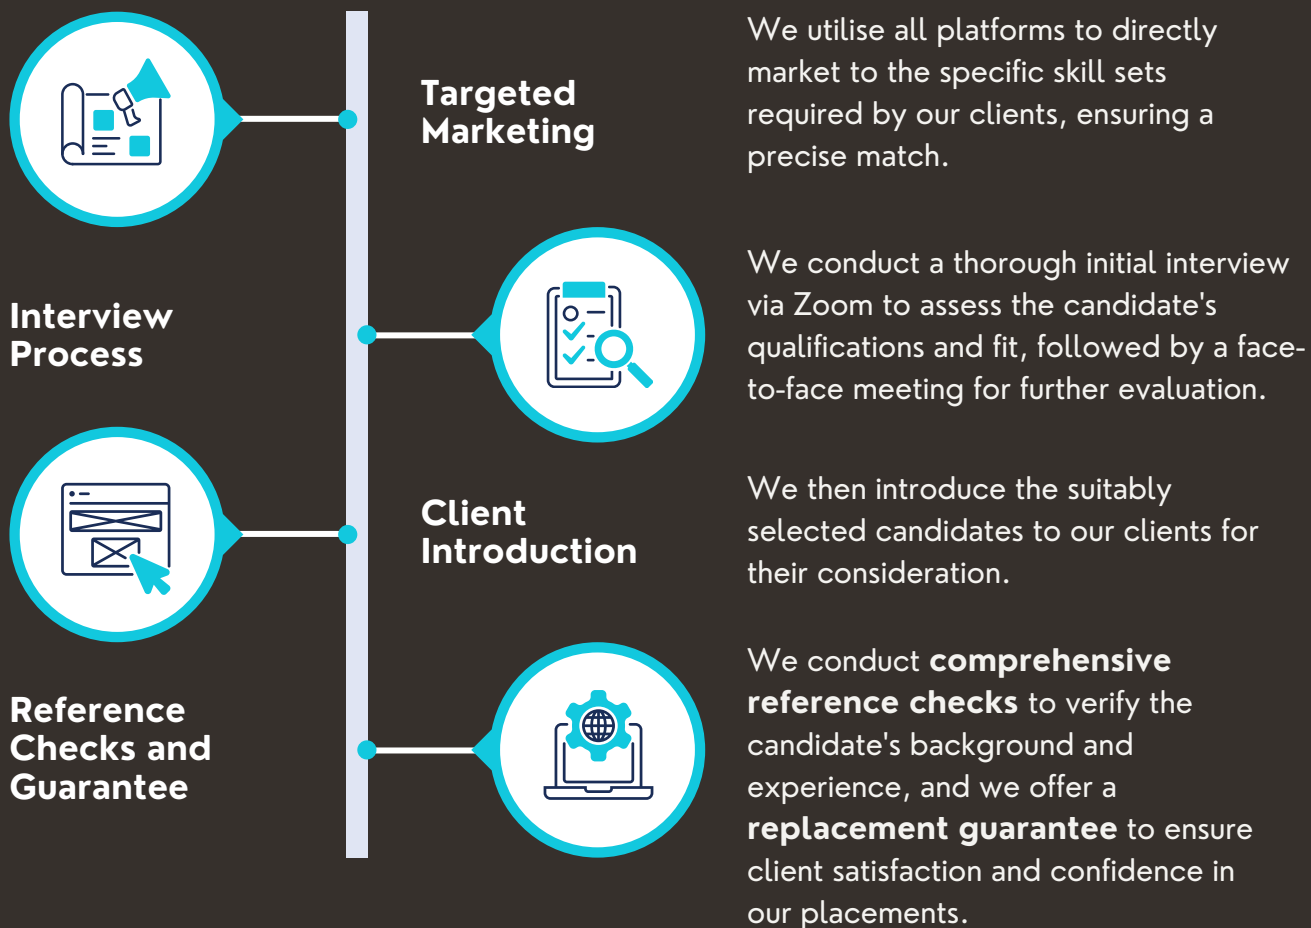 Targeted
Marketing
We utilise all platforms to directly
market to the specific skill sets
required by our clients, ensuring a
precise match.
Interview
Process
We conduct a thorough initial interview
via Zoom to assess the candidate's
qualifications and fit, followed by a face-
to-face meeting for further evaluation.
Client
Introduction
We then introduce the suitably
selected candidates to our clients for
their consideration.
Reference
Checks and
Guarantee
We conduct comprehensive
reference checks to verify the
candidate's background and
experience, and we offer a
replacement guarantee to ensure
client satisfaction and confidence in
our placements.